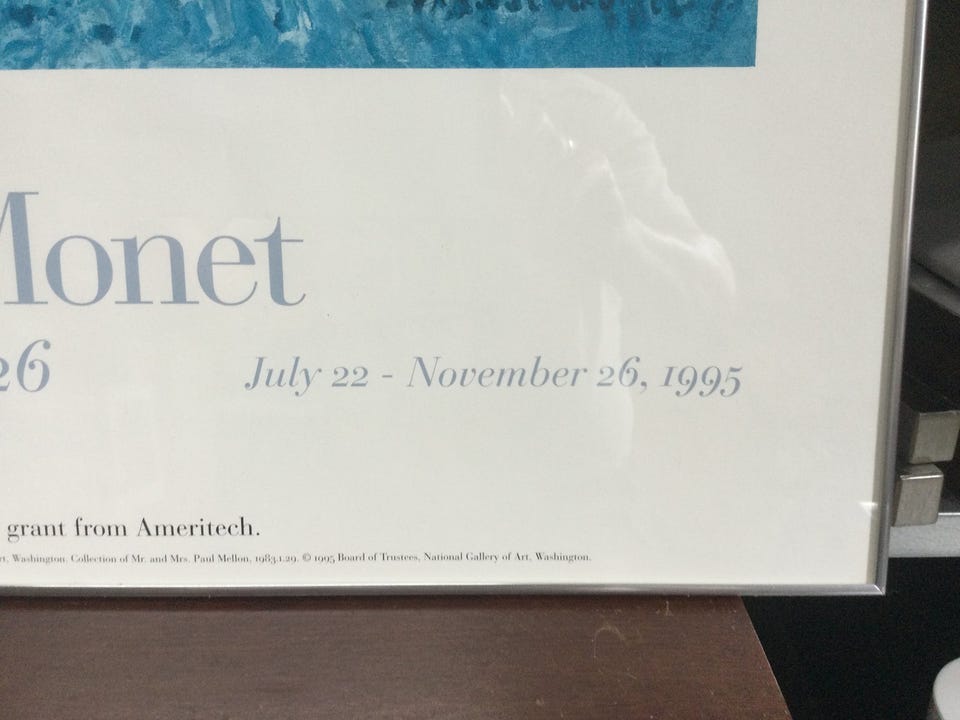 Monet
26
July 22 - November 26, 1995
grant from Ameritech.
Washington. Collection of Mr. and Mrs. Paul Mellon, 1983.1.29. © 1995 Board of Trustees, National Gallery of Art, Washington.